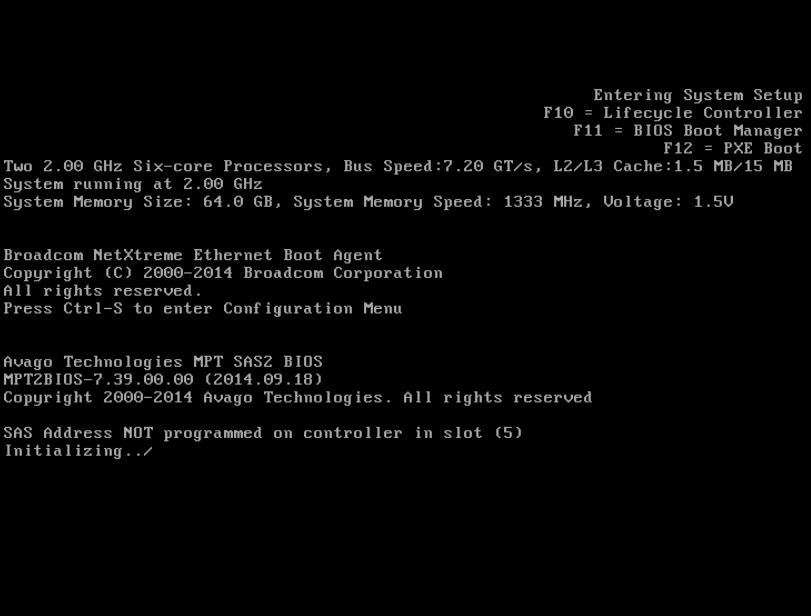 Entering System Setup
F10 = Lifecycle Controller
F11 = BIOS Boot Manager
F12 = PXE Boot
Two 2.00 GHz Six-core Processors, Bus Speed:7.20 GT/s, L2/L3 Cache:1.5 MB/15 MB
System running at 2.00 GHz
System Memory Size: 64.0 GB, System Memory Speed: 1333 MHz, Voltage: 1.5V
Broadcom NetXtreme Ethernet Boot Agent
Copyright (C) 2000-2014 Broadcom Corporation
All rights reserved.
Press Ctrl-S to enter Configuration Menu
Avago Technologies MPT SAS2 BIOS
MPT2BIOS-7.39.00.00 (2014.09.18)
Copyright 2000-2014 Avago Technologies. All rights reserved
SAS Address NOT programmed on controller in slot (5)
Initializing../